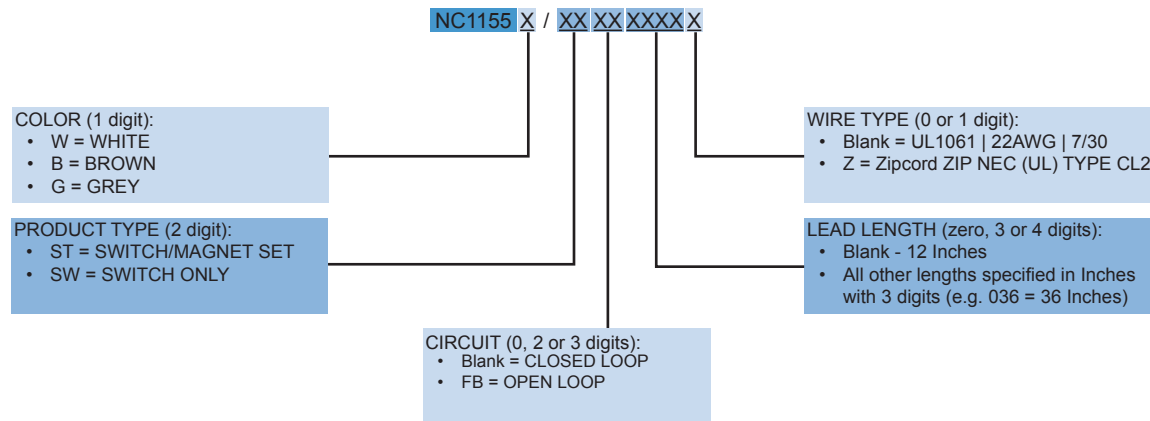 NC1155 X / XX XX XXXX X
COLOR (1 digit):
• W = WHITE
• B = BROWN
• G = GREY
WIRE TYPE (0 or 1 digit):
• Blank = UL1061 | 22AWG | 7/30
• Z = Zipcord ZIP NEC (UL) TYPE CL2
PRODUCT TYPE (2 digit):
• ST = SWITCH/MAGNET SET
• SW = SWITCH ONLY
LEAD LENGTH (zero, 3 or 4 digits):
• Blank - 12 Inches
• All other lengths specified in Inches
with 3 digits (e.g. 036 = 36 Inches)
CIRCUIT (0, 2 or 3 digits):
• Blank = CLOSED LOOP
• FB = OPEN LOOP